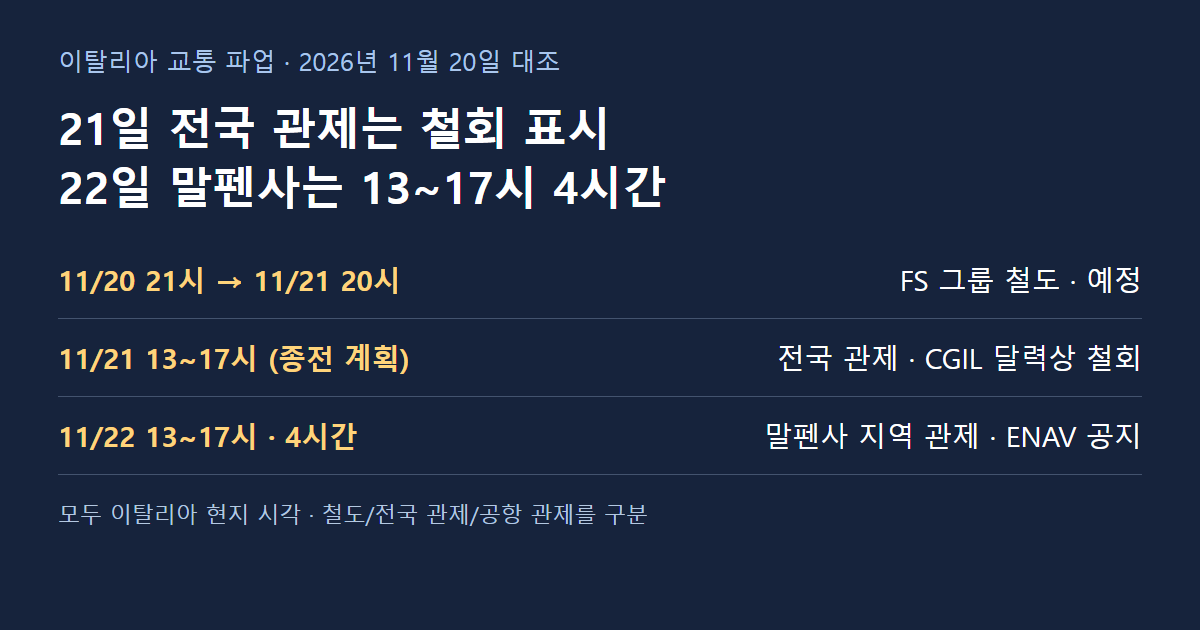 이탈리아 교통 파업 · 2026년 11월 20일 대조
21일 전국 관제는 철회 표시
22일 말펜사는 13~17시 4시간
11/20 21시 → 11/21 20시 FS 그룹 철도 · 예정
11/21 13~17시 (종전 계획) 전국 관제 · CGIL 달력상 철회
11/22 13~17시 · 4시간 말펜사 지역 관제 · ENAV 공지
모두 이탈리아 현지 시각 · 철도/전국 관제/공항 관제를 구분